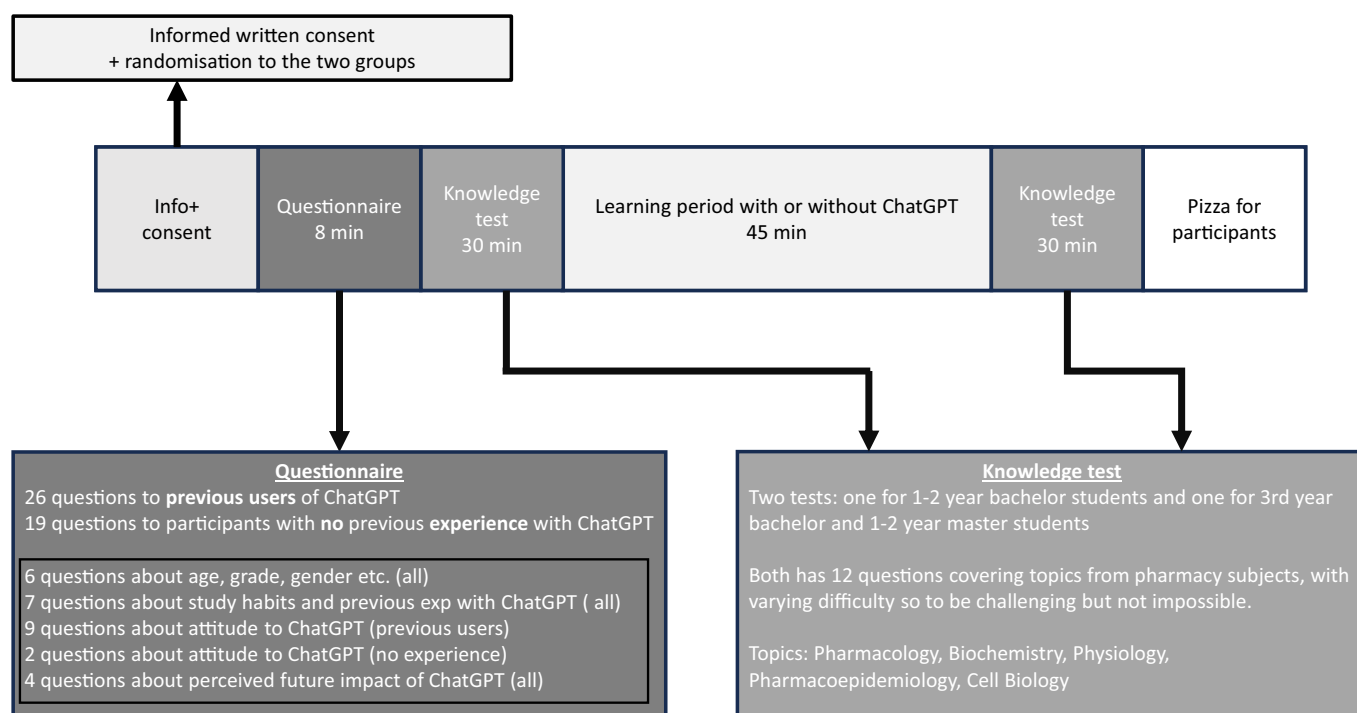 Informed written consent
+ randomisation to the two groups
Info+
consent
Questionnaire
8 min
Knowledge
test
30 min
Learning period with or without ChatGPT
45 min
Knowledge
test
30 min
Pizza for
participants
Questionnaire
26 questions to previous users of ChatGPT
19 questions to participants with no previous experience with ChatGPT
6 questions about age, grade, gender etc. (all)
7 questions about study habits and previous exp with ChatGPT ( all)
9 questions about attitude to ChatGPT (previous users)
2 questions about attitude to ChatGPT (no experience)
4 questions about perceived future impact of ChatGPT (all)
Knowledge test
Two tests: one for 1-2 year bachelor students and one for 3rd year
bachelor and 1-2 year master students
Both has 12 questions covering topics from pharmacy subjects, with
varying difficulty so to be challenging but not impossible.
Topics: Pharmacology, Biochemistry, Physiology,
Pharmacoepidemiology, Cell Biology